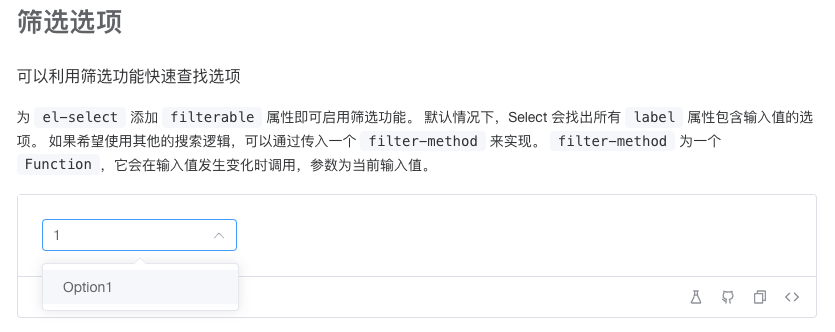 筛选选项
可以利用筛选功能快速查找选项
为 el-select 添加 filterable 属性即可启用筛选功能。 默认情况下，Select 会找出所有 label 属性包含输入值的选
项。 如果希望使用其他的搜索逻辑，可以通过传入一个 filter-method 来实现。 filter-method 为一个
Function，它会在输入值发生变化时调用，参数为当前输入值。
1
Option1